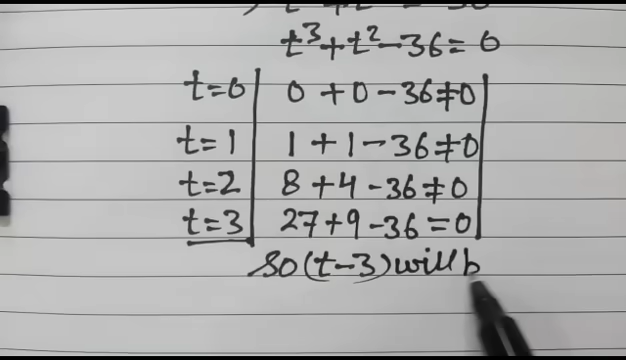 t³+t²-36=0
t=0 | 0+0-36≠0
t=1 | 1+1-36≠0
t=2 | 8+4-36≠0
t=3 | 27+9-36=0
So (t-3) will b